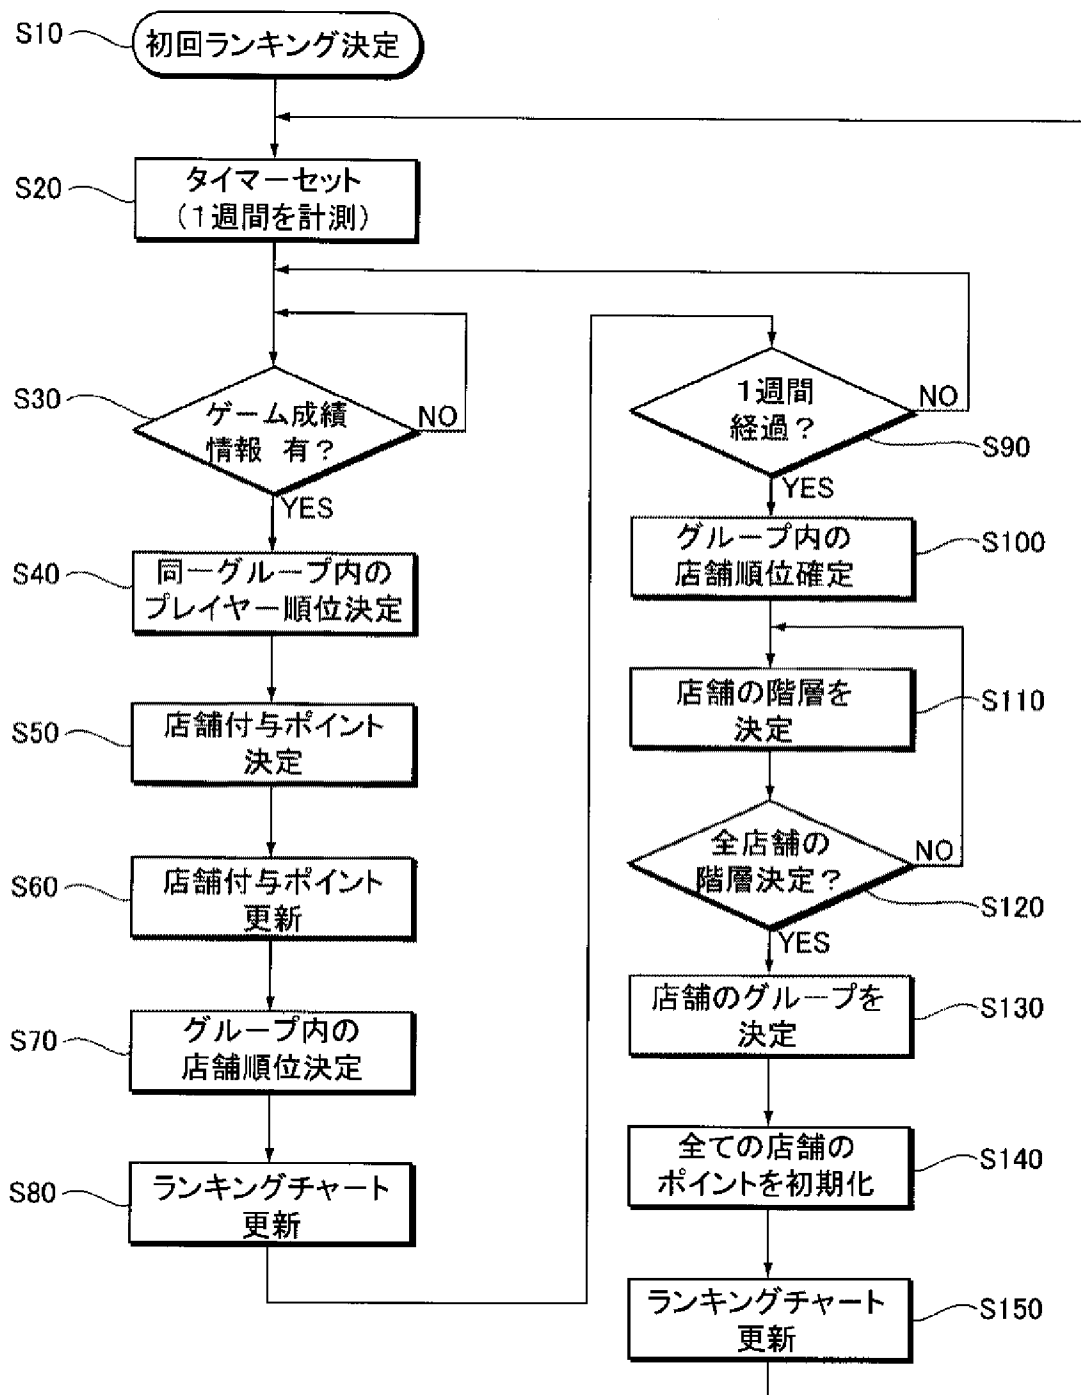 S10
初回ランキング決定
S20
タイマーセット
(1週間を計測)
S30
ゲーム成績
情報 有?
NO
YES
S40
同一グループ内の
プレイヤー順位決定
S50
店舗付与ポイント
決定
S60
店舗付与ポイント
更新
S70
グループ内の
店舗順位決定
S80
ランキングチャート
更新
1週間
経過?
NO
S90
YES
グループ内の
店舗順位確定
S100
店舗の階層を
決定
S110
全店舗の
階層決定?
NO
S120
YES
店舗のグループを
決定
S130
全ての店舗の
ポイントを初期化
S140
ランキングチャート
更新
S150